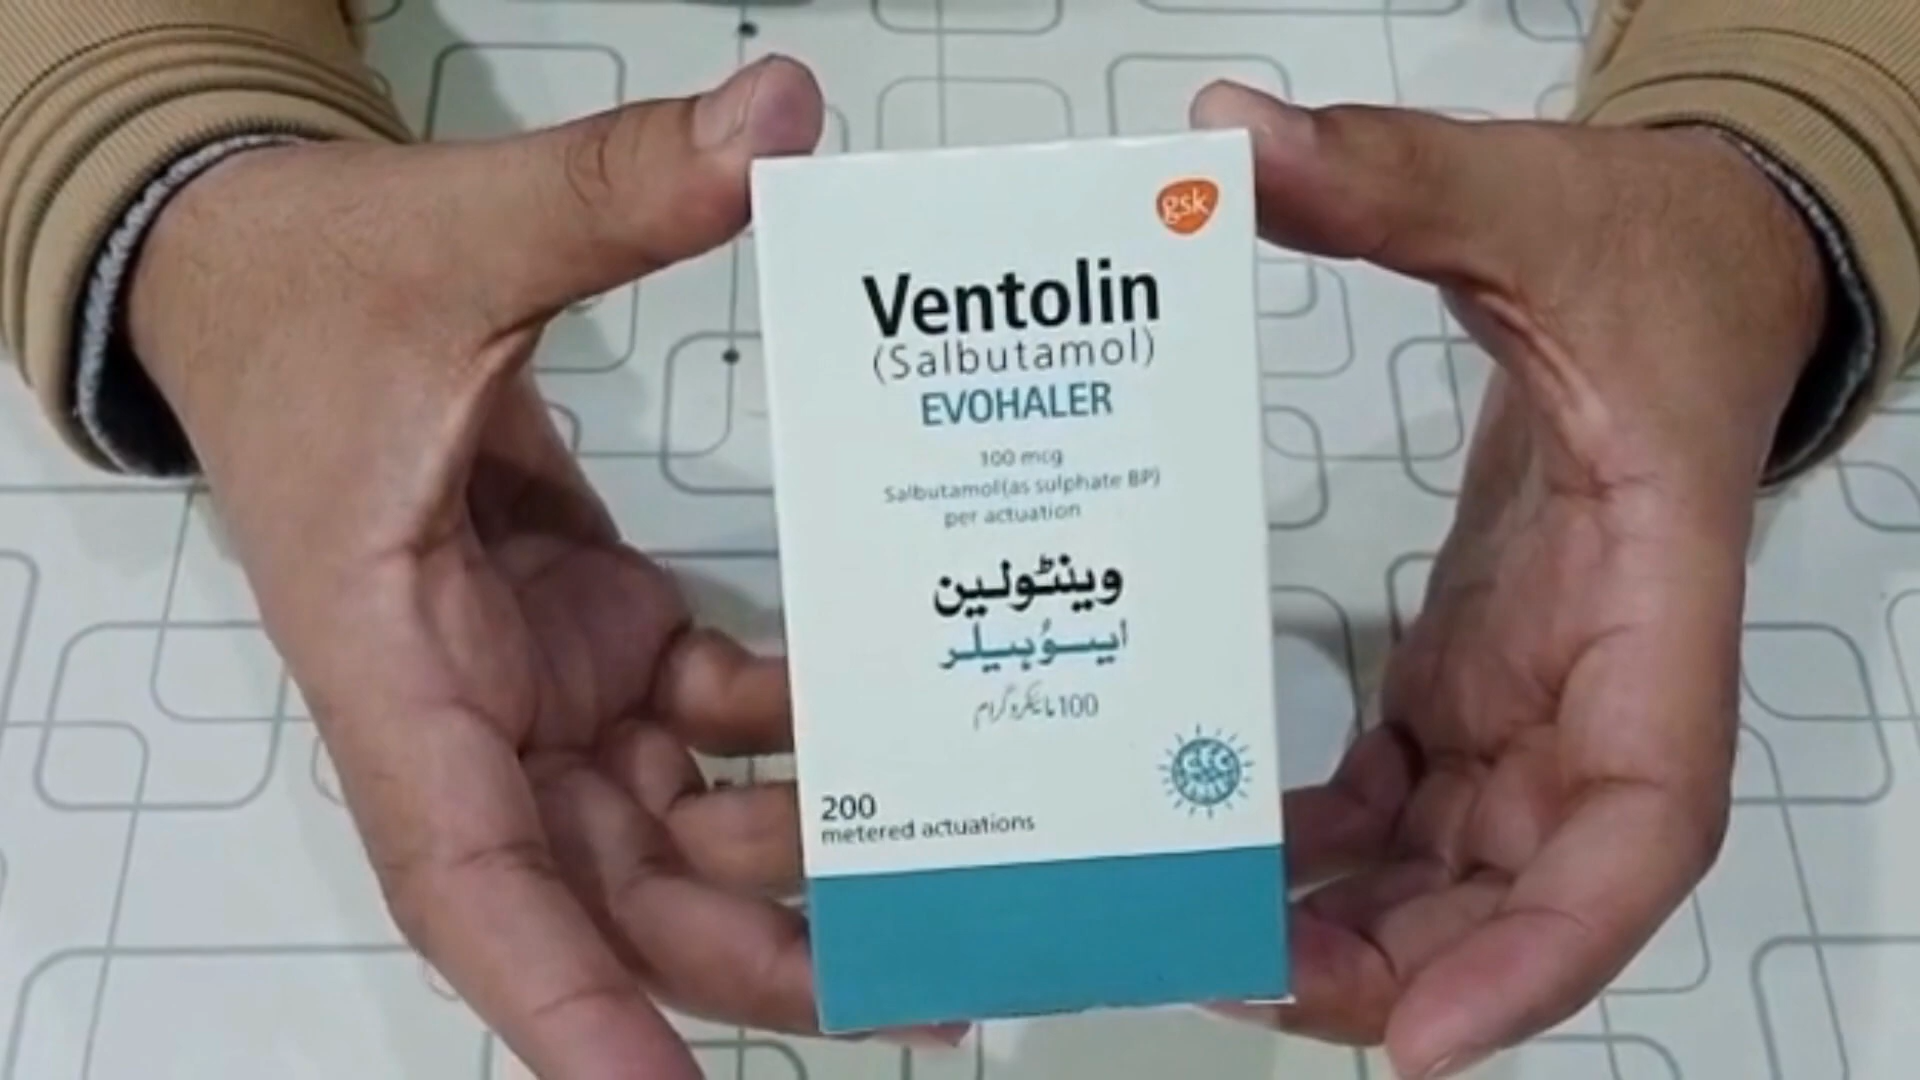 gsk
Ventolin
(Salbutamol)
EVOHALER
100 mcg
Salbutamol (as sulphate BP)
per actuation
وینٹولین
ایوُہیلر
100 مائیکروگرام
200
metered actuations